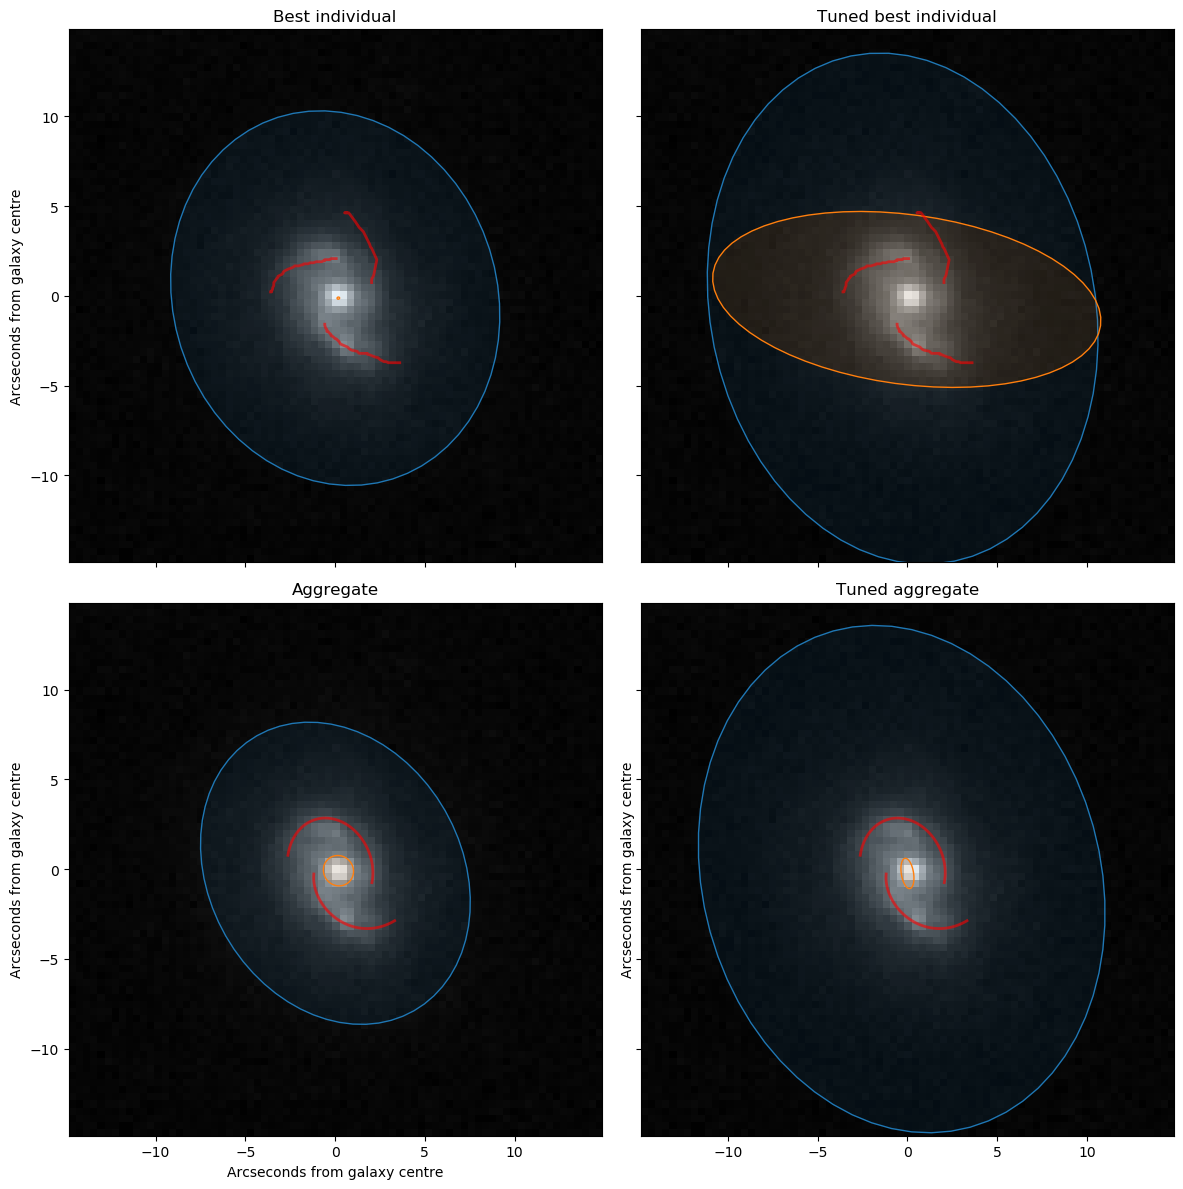 Best individual
Tuned best individual
10
5
0
−5
−10
Arcseconds from galaxy centre
Aggregate
Tuned aggregate
10
5
0
−5
−10
Arcseconds from galaxy centre
Arcseconds from galaxy centre
−10 −5 0 5 10
−10 −5 0 5 10
Arcseconds from galaxy centre